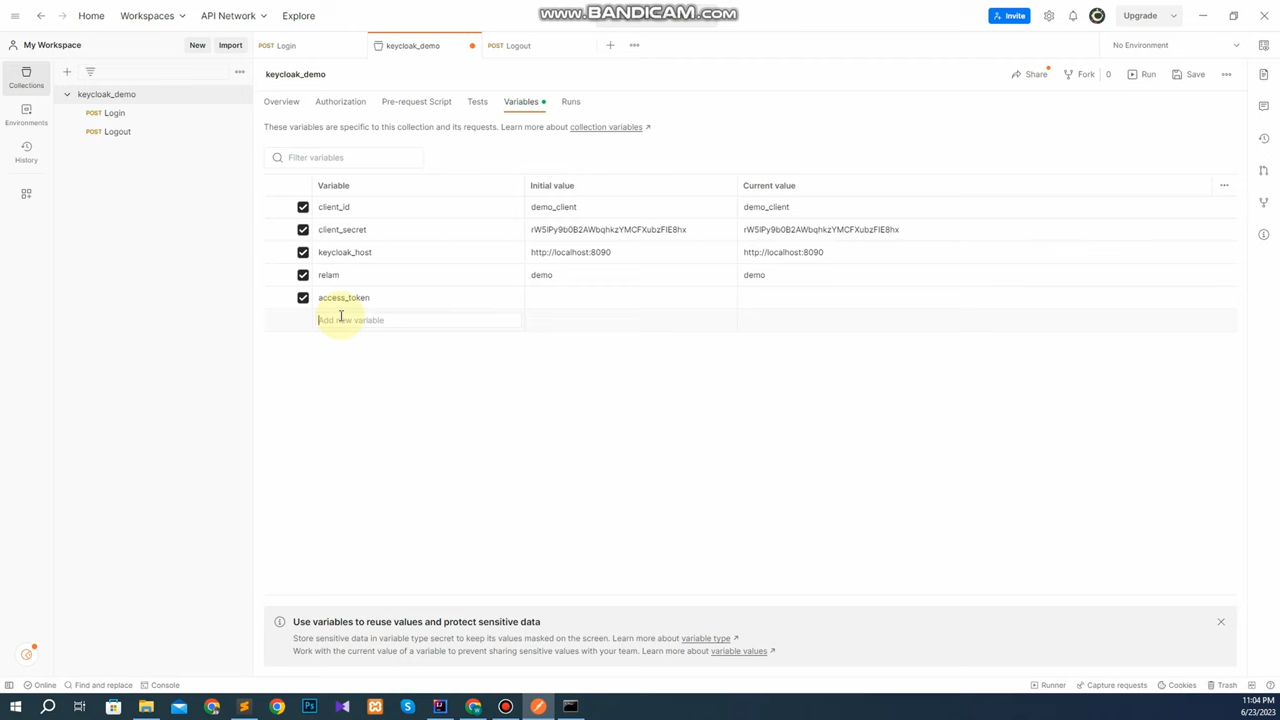 www.BANDICAM.com
Home Workspaces API Network Explore Invite Upgrade
My Workspace New Import POST Login keycloak_demo POST Logout No Environment
Collections
Environments
History
keycloak_demo
POST Login
POST Logout
keycloak_demo Share Fork 0 Run Save
Overview Authorization Pre-request Script Tests Variables Runs
These variables are specific to this collection and its requests. Learn more about collection variables ↗
Filter variables
Variable Initial value Current value
client_id demo_client demo_client
client_secret rW5lPy9b0B2AWbqhkzYMCFXubzFIE8hx rW5lPy9b0B2AWbqhkzYMCFXubzFIE8hx
keycloak_host http://localhost:8090 http://localhost:8090
relam demo demo
access_token
Add new variable
Use variables to reuse values and protect sensitive data
Store sensitive data in variable type secret to keep its values masked on the screen. Learn more about variable type ↗
Work with the current value of a variable to prevent sharing sensitive values with your team. Learn more about variable values ↗
Online Find and replace Console Runner Capture requests Cookies Trash
11:04 PM
6/23/2023